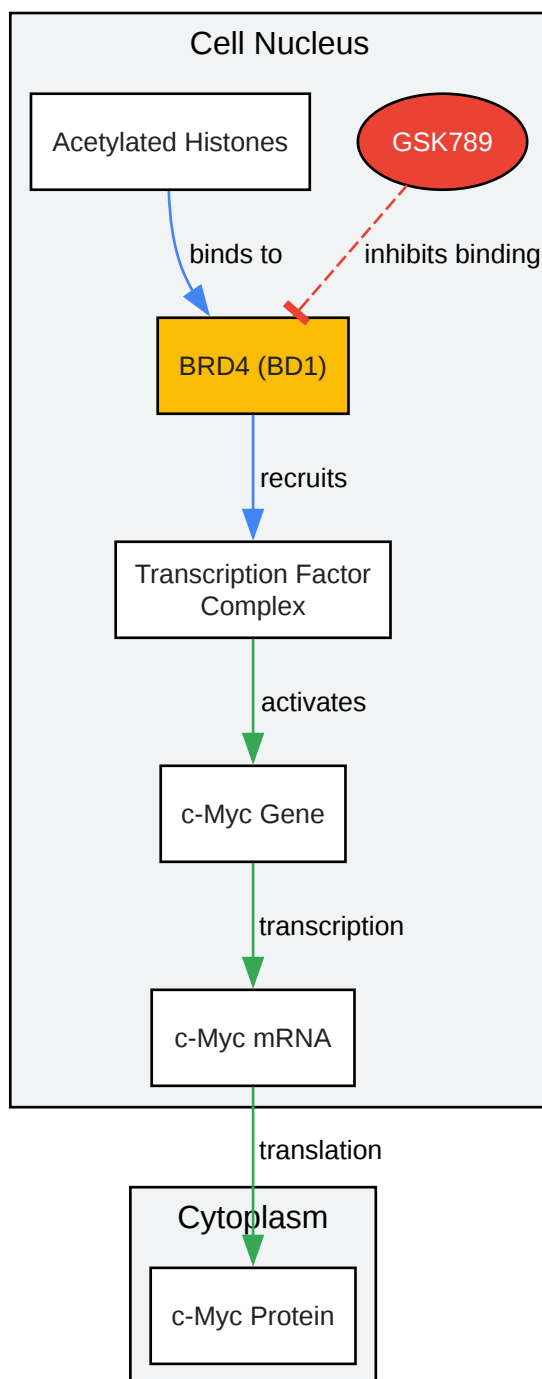 Cell Nucleus
Acetylated Histones
GSK789
binds to
inhibits binding
BRD4 (BD1)
recruits
Transcription Factor
Complex
activates
c-Myc Gene
transcription
c-Myc mRNA
translation
Cytoplasm
c-Myc Protein